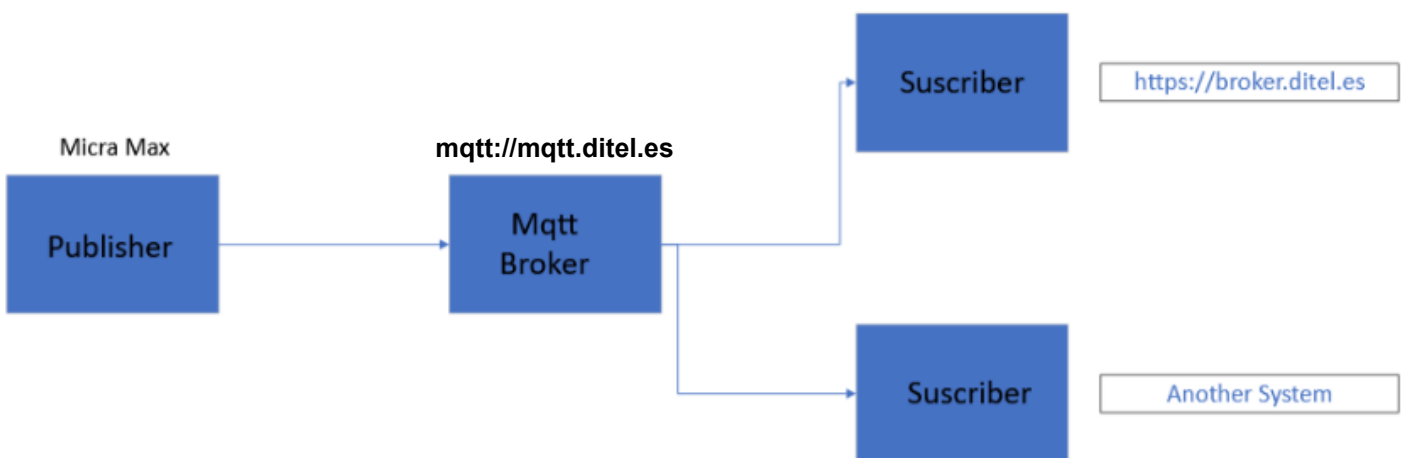 Micra Max
Publisher
mqtt://mqtt.ditel.es
Mqtt
Broker
Suscriber
https://broker.ditel.es
Suscriber
Another System